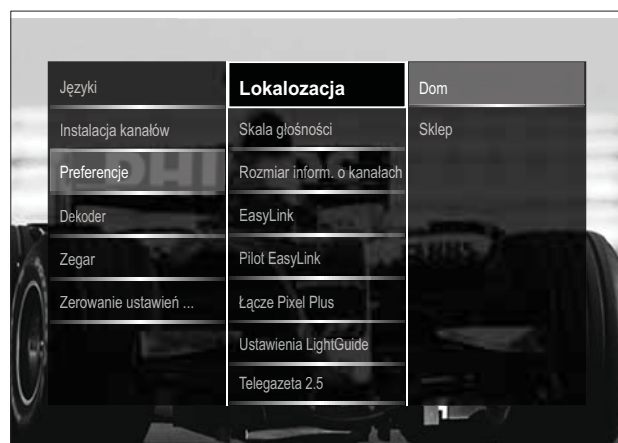 Języki
Instalacja kanałów
Preferencje
Dekoder
Zegar
Zerowanie ustawień ...
Lokalozacja
Skala głośności
Rozmiar inform. o kanałach
EasyLink
Pilot EasyLink
Łącze Pixel Plus
Ustawienia LightGuide
Telegazeta 2.5
Dom
Sklep